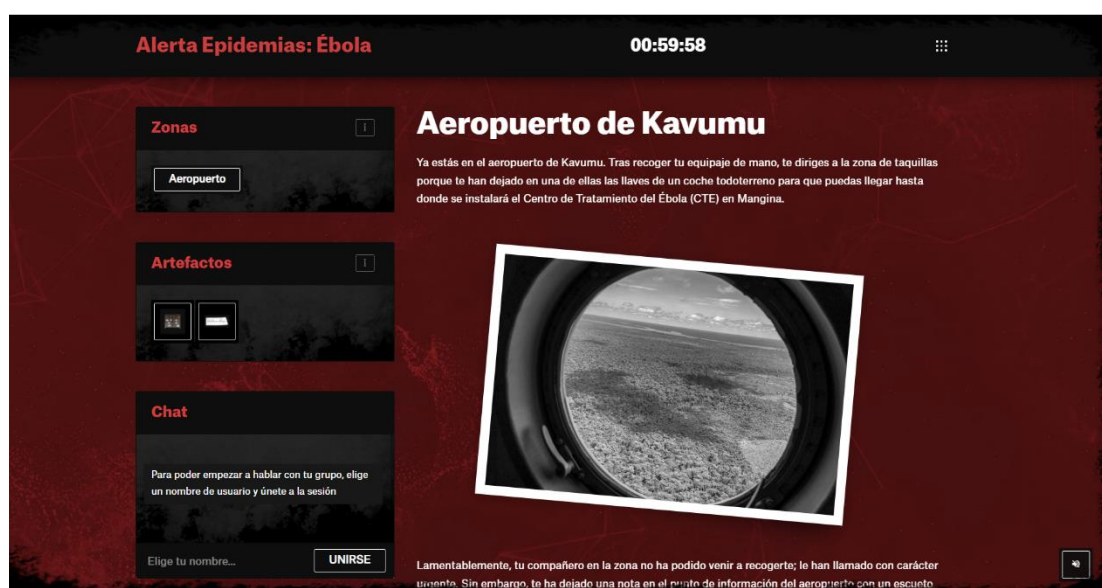 Alerta Epidemias: Ébola
00:59:58
Zonas
Aeropuerto
Artefactos
Chat
Para poder empezar a hablar con tu grupo, elige
un nombre de usuario y únete a la sesión
Elige tu nombre...
UNIRSE
Aeropuerto de Kavumu
Ya estás en el aeropuerto de Kavumu. Tras recoger tu equipaje de mano, te diriges a la zona de taquillas
porque te han dejado en una de ellas las llaves de un coche todoterreno para que puedas llegar hasta
donde se instalará el Centro de Tratamiento del Ébola (CTE) en Mangina.
Lamentablemente, tu compañero en la zona no ha podido venir a recogerte; le han llamado con carácter
urgente. Sin embargo, te ha dejado una nota en el punto de información del aeropuerto con un escueto